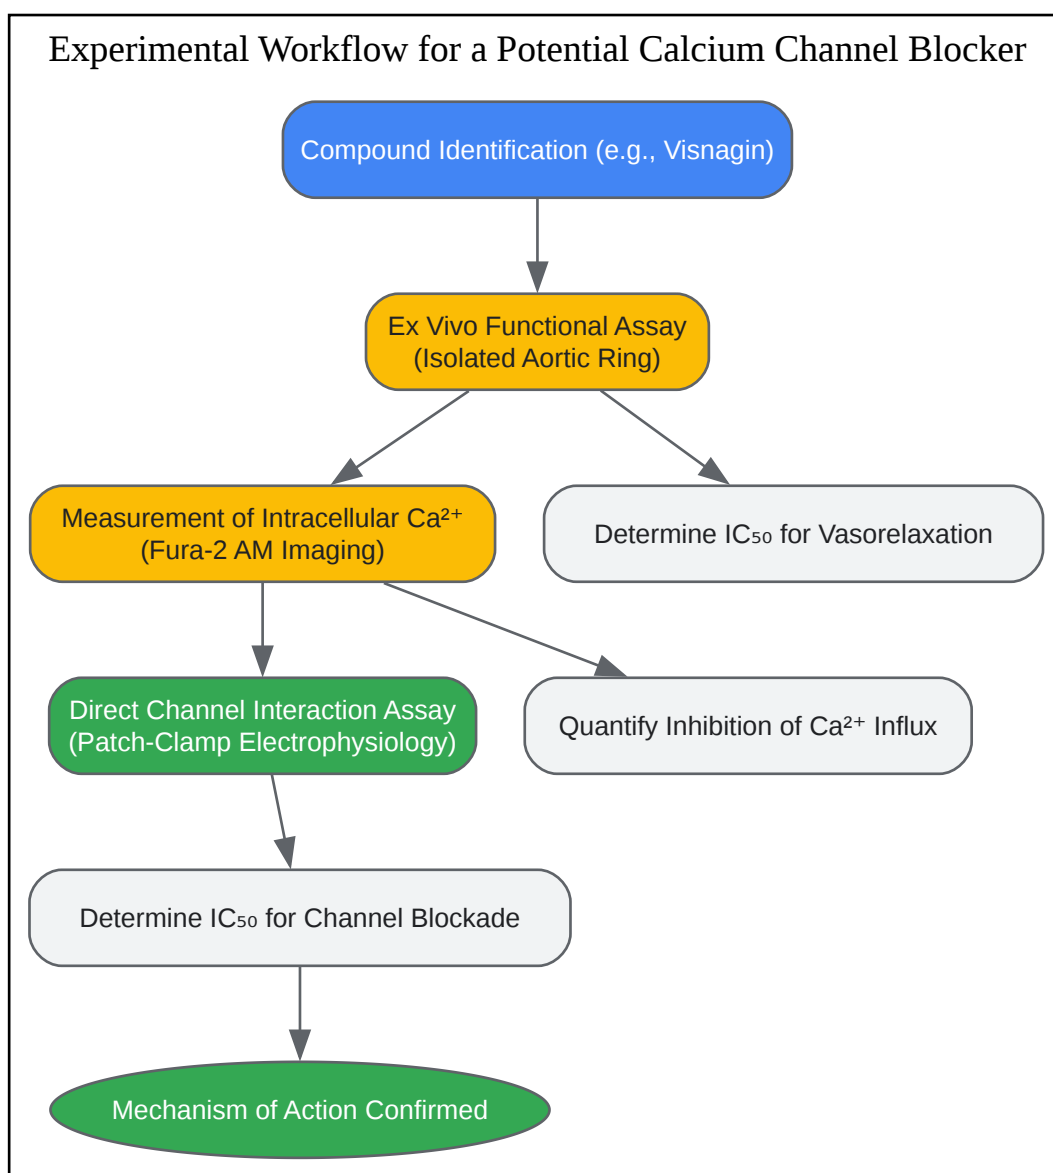 Experimental Workflow for a Potential Calcium Channel Blocker
Compound Identification (e.g., Visnagin)
Ex Vivo Functional Assay
(Isolated Aortic Ring)
Measurement of Intracellular Ca²⁺
(Fura-2 AM Imaging)
Determine IC₅₀ for Vasorelaxation
Direct Channel Interaction Assay
(Patch-Clamp Electrophysiology)
Quantify Inhibition of Ca²⁺ Influx
Determine IC₅₀ for Channel Blockade
Mechanism of Action Confirmed